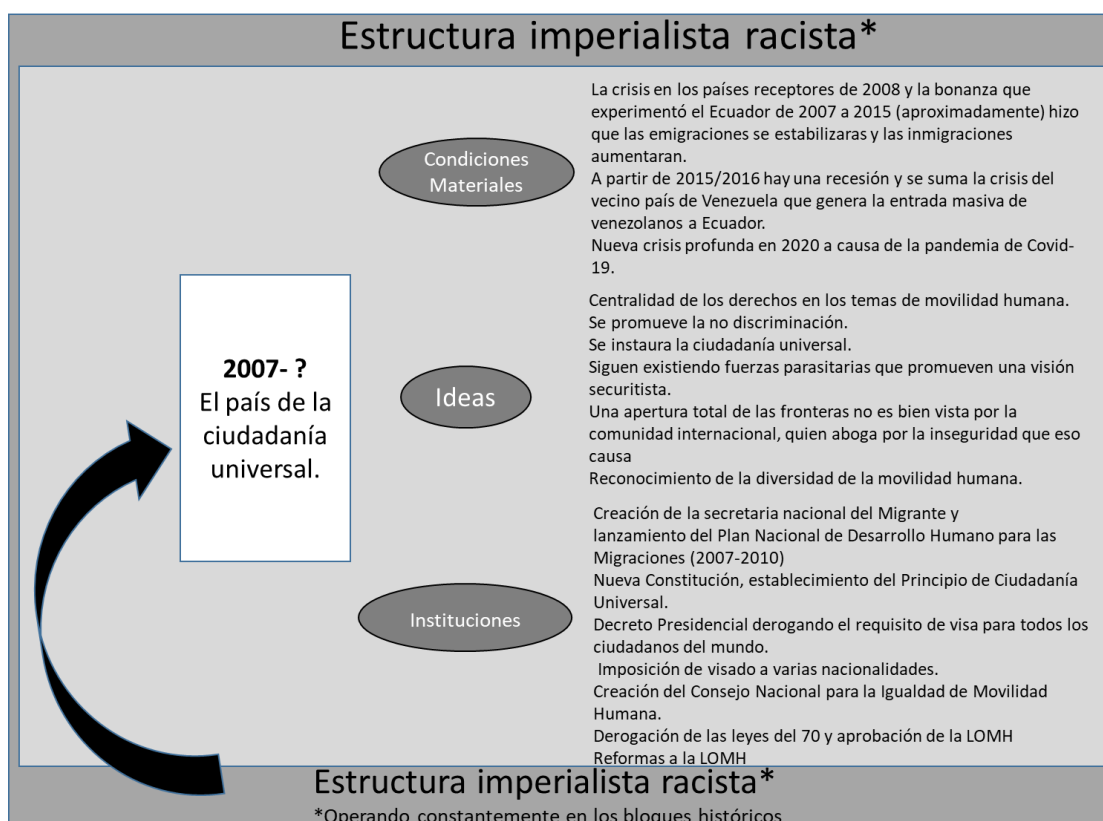 Estructura imperialista racista*
La crisis en los países receptores de 2008 y la bonanza que
experimentó el Ecuador de 2007 a 2015 (aproximadamente) hizo
que las emigraciones se estabilizaras y las inmigraciones
aumentaran.
A partir de 2015/2016 hay una recesión y se suma la crisis del
vecino país de Venezuela que genera la entrada masiva de
venezolanos a Ecuador.
Nueva crisis profunda en 2020 a causa de la pandemia de Covid-
19.
Condiciones
Materiales
2007- ?
El país de la
ciudadanía
universal.
Ideas
Centralidad de los derechos en los temas de movilidad humana.
Se promueve la no discriminación.
Se instaura la ciudadanía universal.
Siguen existiendo fuerzas parasitarias que promueven una visión
securitista.
Una apertura total de las fronteras no es bien vista por la
comunidad internacional, quien aboga por la inseguridad que eso
causa
Reconocimiento de la diversidad de la movilidad humana.
Instituciones
Creación de la secretaria nacional del Migrante y
lanzamiento del Plan Nacional de Desarrollo Humano para las
Migraciones (2007-2010)
Nueva Constitución, establecimiento del Principio de Ciudadanía
Universal.
Decreto Presidencial derogando el requisito de visa para todos los
ciudadanos del mundo.
Imposición de visado a varias nacionalidades.
Creación del Consejo Nacional para la Igualdad de Movilidad
Humana.
Derogación de las leyes del 70 y aprobación de la LOMH
Reformas a la LOMH
Estructura imperialista racista*
*Operando constantemente en los bloques históricos